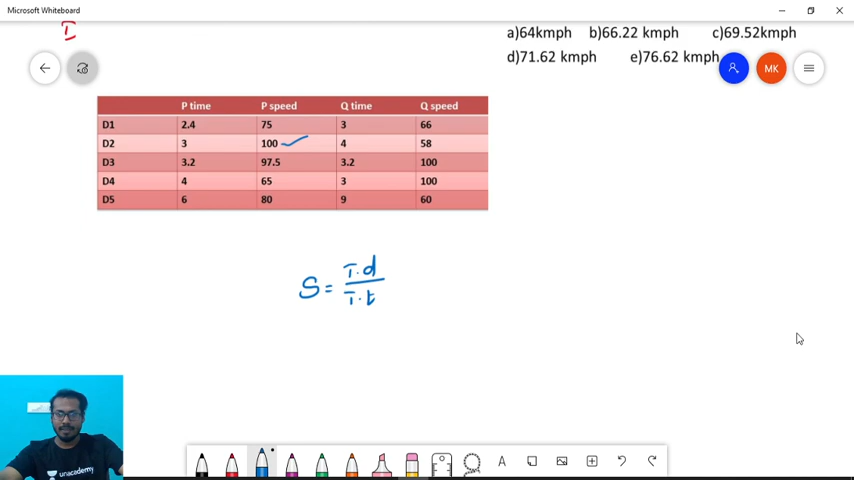 Microsoft Whiteboard
I
a)64kmph b)66.22 kmph c)69.52kmph
d)71.62 kmph e)76.62 kmph
MK
P time P speed Q time Q speed
D1 2.4 75 3 66
D2 3 100 4 58
D3 3.2 97.5 3.2 100
D4 4 65 3 100
D5 6 80 9 60
S = T.d
T.t
unacademy
A